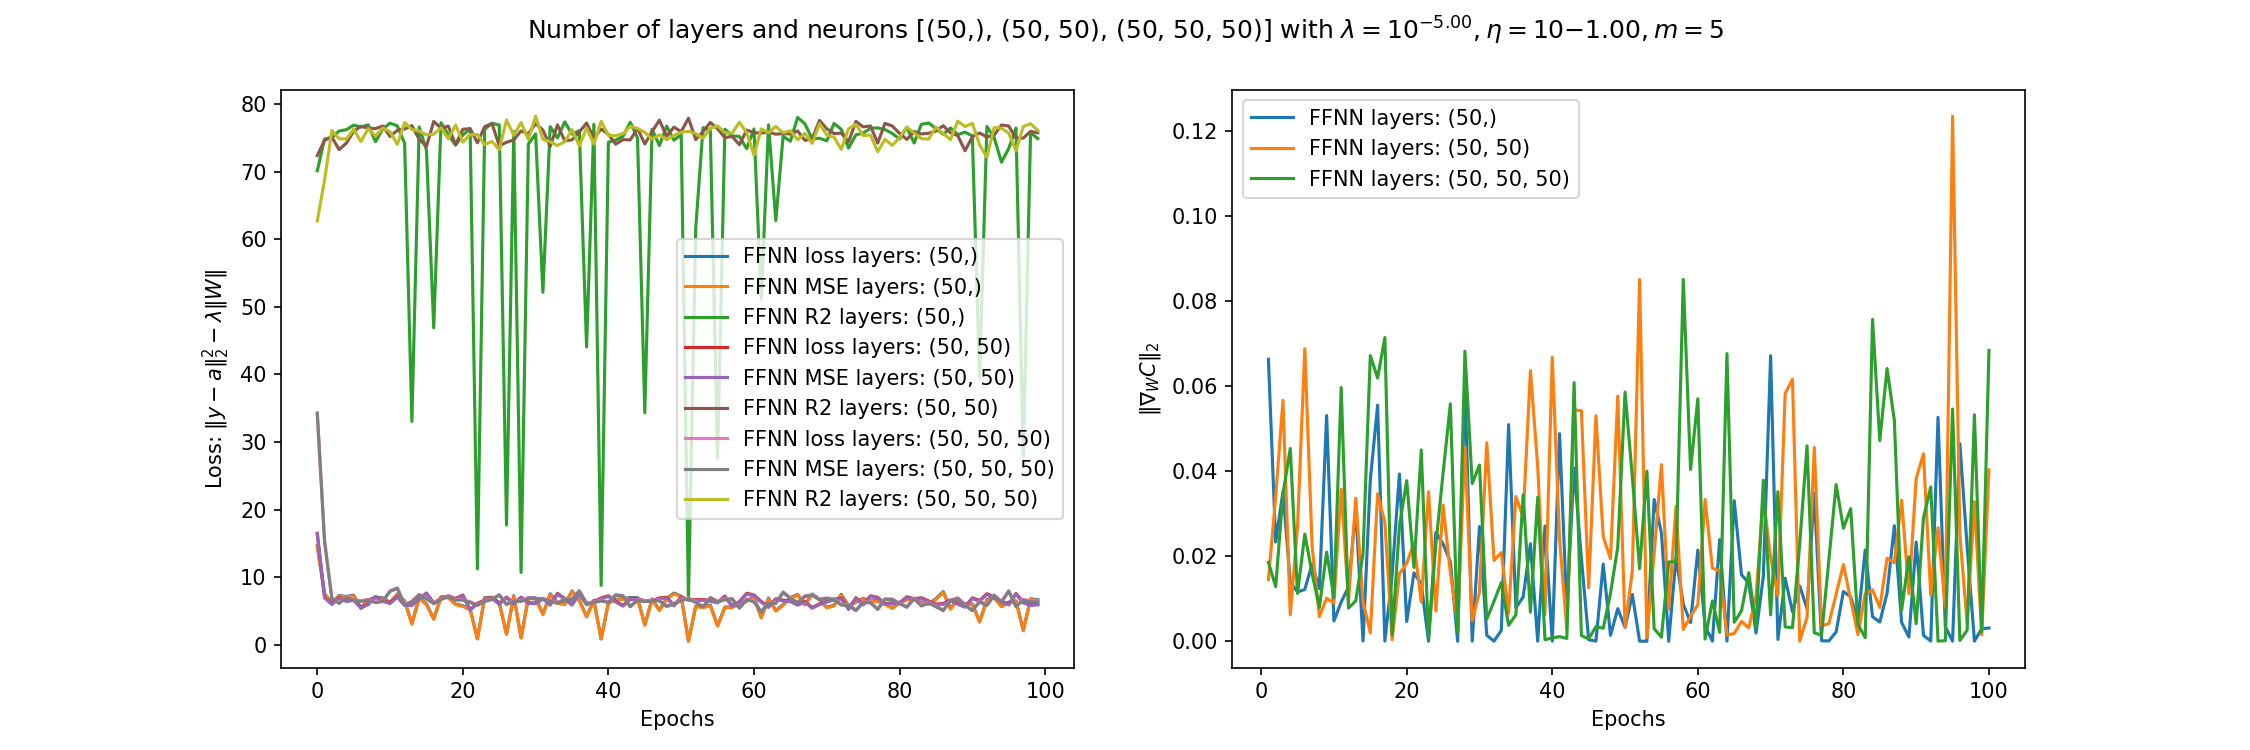 Number of layers and neurons [(50,), (50, 50), (50, 50, 50)] with λ = 10^{−5.00}, η = 10−1.00, m = 5
80
70
60
50
40
30
20
10
0
Loss: ‖y − a‖₂² − λ‖W‖
FFNN loss layers: (50,)
FFNN MSE layers: (50,)
FFNN R2 layers: (50,)
FFNN loss layers: (50, 50)
FFNN MSE layers: (50, 50)
FFNN R2 layers: (50, 50)
FFNN loss layers: (50, 50, 50)
FFNN MSE layers: (50, 50, 50)
FFNN R2 layers: (50, 50, 50)
0 20 40 60 80 100
Epochs
FFNN layers: (50,)
FFNN layers: (50, 50)
FFNN layers: (50, 50, 50)
0.12
0.10
0.08
0.06
0.04
0.02
0.00
‖∇_W C‖₂
0 20 40 60 80 100
Epochs